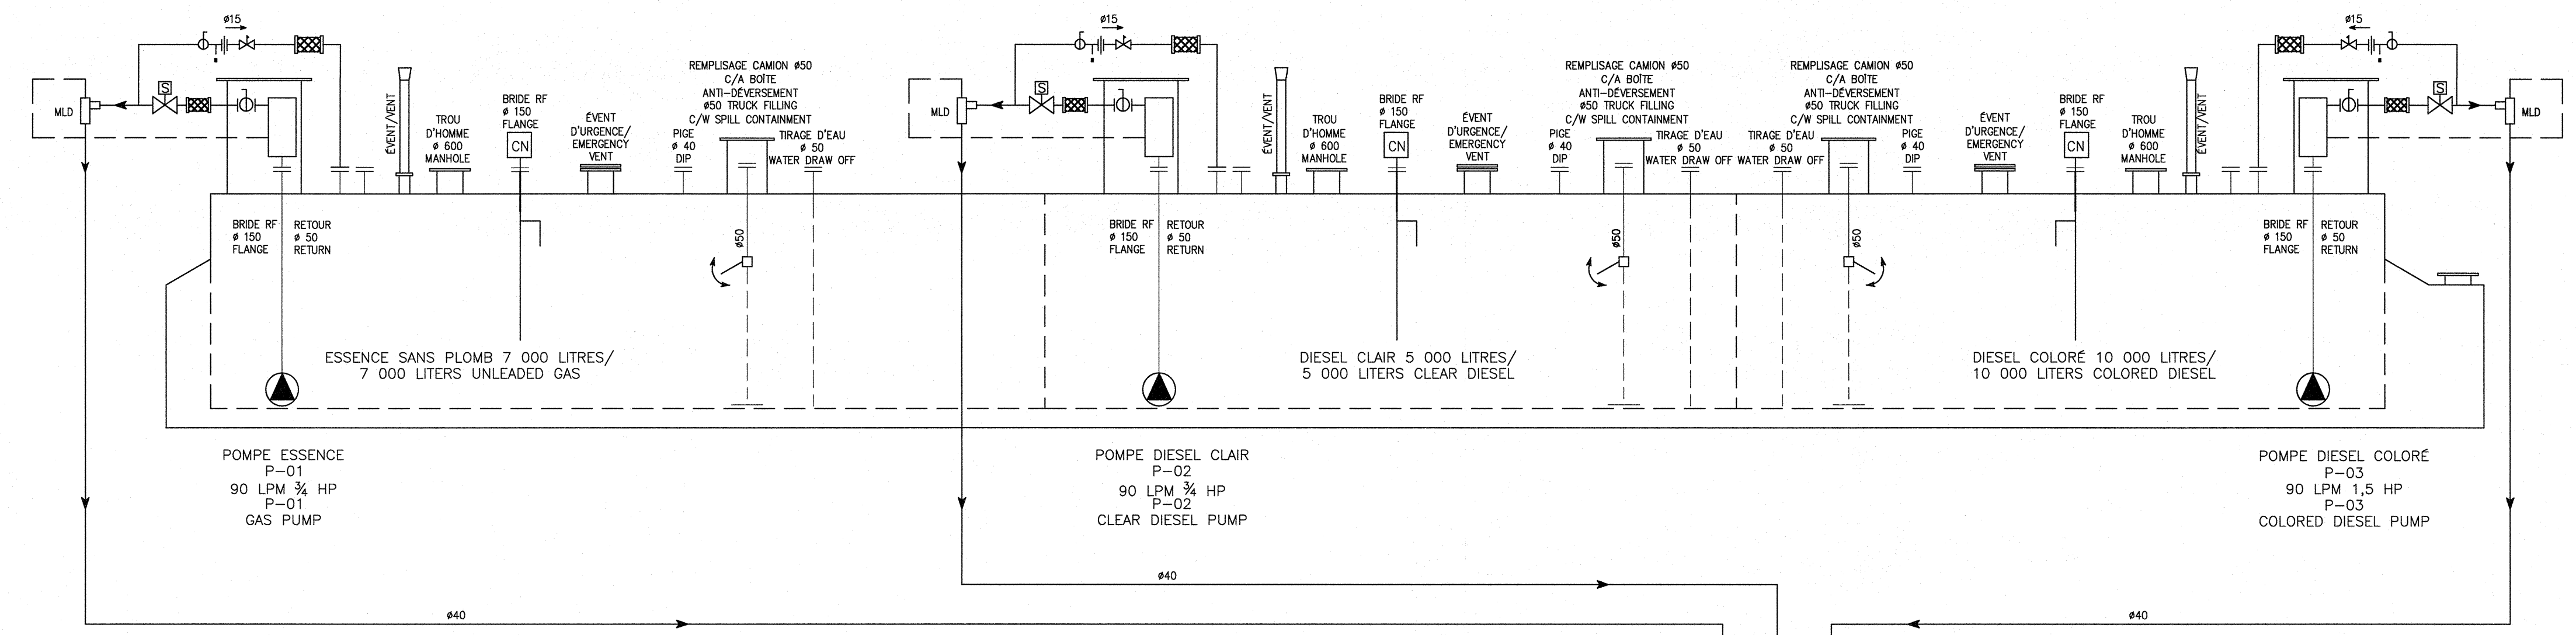 ø15
MLD
S
ÉVENT/VENT
TROU
D'HOMME
ø 600
MANHOLE
BRIDE RF
ø 150
FLANGE
CN
ÉVENT
D'URGENCE/
EMERGENCY
VENT
PIGE
ø 40
DIP
REMPLISAGE CAMION ø50
C/A BOÎTE
ANTI-DÉVERSEMENT
ø50 TRUCK FILLING
C/W SPILL CONTAINMENT
TIRAGE D'EAU
ø 50
WATER DRAW OFF
BRIDE RF
ø 150
FLANGE
RETOUR
ø 50
RETURN
ø50
ESSENCE SANS PLOMB 7 000 LITRES/
7 000 LITERS UNLEADED GAS
POMPE ESSENCE
P-01
90 LPM ¾ HP
P-01
GAS PUMP
ø40
ø15
MLD
S
ÉVENT/VENT
TROU
D'HOMME
ø 600
MANHOLE
BRIDE RF
ø 150
FLANGE
CN
ÉVENT
D'URGENCE/
EMERGENCY
VENT
PIGE
ø 40
DIP
REMPLISAGE CAMION ø50
C/A BOÎTE
ANTI-DÉVERSEMENT
ø50 TRUCK FILLING
C/W SPILL CONTAINMENT
TIRAGE D'EAU
ø 50
WATER DRAW OFF
BRIDE RF
ø 150
FLANGE
RETOUR
ø 50
RETURN
ø50
DIESEL CLAIR 5 000 LITRES/
5 000 LITERS CLEAR DIESEL
POMPE DIESEL CLAIR
P-02
90 LPM ¾ HP
P-02
CLEAR DIESEL PUMP
ø40
TIRAGE D'EAU
ø 50
WATER DRAW OFF
REMPLISAGE CAMION ø50
C/A BOÎTE
ANTI-DÉVERSEMENT
ø50 TRUCK FILLING
C/W SPILL CONTAINMENT
PIGE
ø 40
DIP
ÉVENT
D'URGENCE/
EMERGENCY
VENT
BRIDE RF
ø 150
FLANGE
CN
TROU
D'HOMME
ø 600
MANHOLE
ÉVENT/VENT
ø15
S
MLD
ø50
BRIDE RF
ø 150
FLANGE
RETOUR
ø 50
RETURN
DIESEL COLORÉ 10 000 LITRES/
10 000 LITERS COLORED DIESEL
POMPE DIESEL COLORÉ
P-03
90 LPM 1,5 HP
P-03
COLORED DIESEL PUMP
ø40